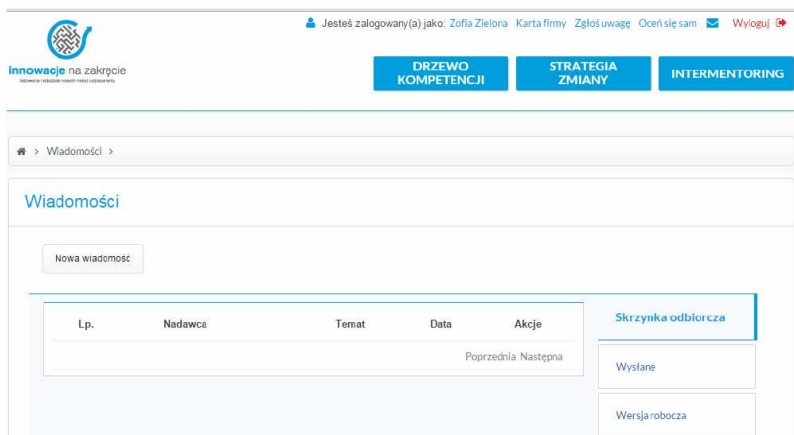 Jesteś zalogowany(a) jako: Zofia Zielona Karta firmy Zgłoś uwagę Oceń się sam Wyloguj
innowacje na zakręcie
DRZEWO
KOMPETENCJI
STRATEGIA
ZMIANY
INTERMENTORING
> Wiadomości >
Wiadomości
Nowa wiadomość
Lp. Nadawca Temat Data Akcje
Poprzednia Następna
Skrzynka odbiorcza
Wysłane
Wersja robocza